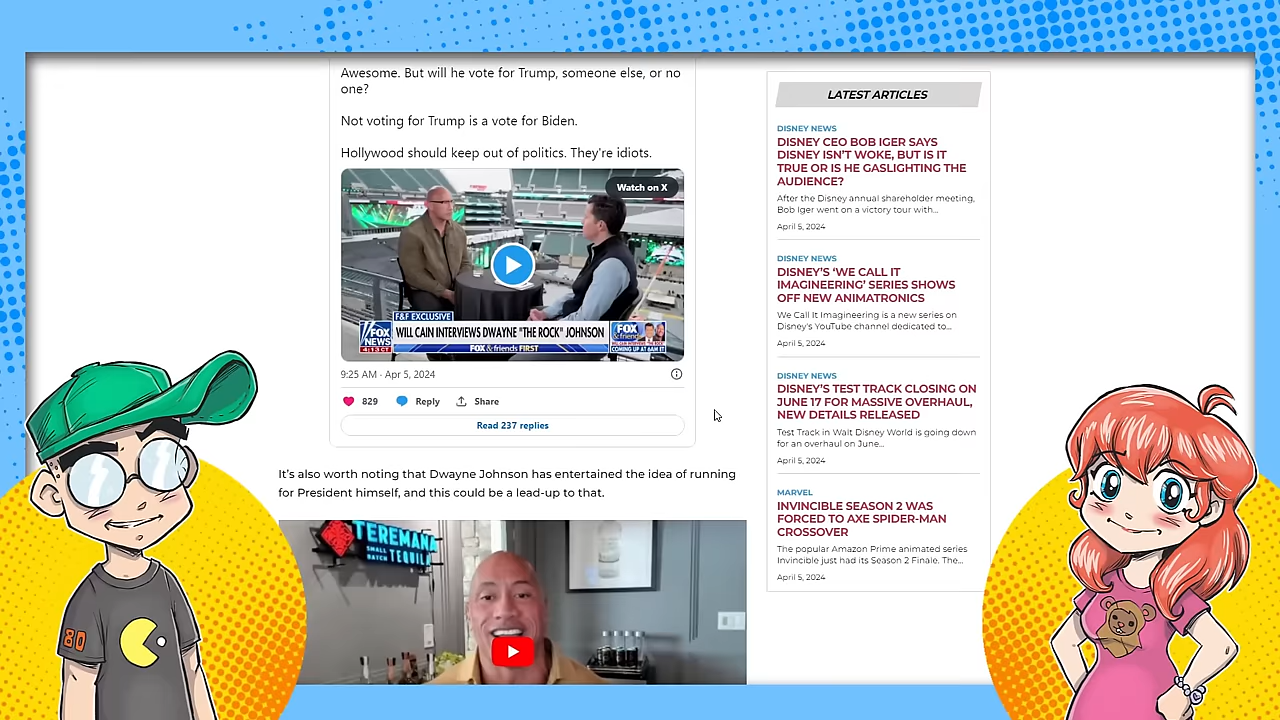 Awesome. But will he vote for Trump, someone else, or no
one?
Not voting for Trump is a vote for Biden.
Hollywood should keep out of politics. They're idiots.
Watch on X
F&F EXCLUSIVE
FOX
NEWS
4:13 CT
WILL CAIN INTERVIEWS DWAYNE "THE ROCK" JOHNSON
FOX & friends FIRST
FOX
& friends
COMING UP AT 6AM ET
9:25 AM · Apr 5, 2024
829
Reply
Share
Read 237 replies
It's also worth noting that Dwayne Johnson has entertained the idea of running
for President himself, and this could be a lead-up to that.
TEREMANA
SMALL
BATCH
TEQUILA
LATEST ARTICLES
DISNEY NEWS
DISNEY CEO BOB IGER SAYS
DISNEY ISN'T WOKE, BUT IS IT
TRUE OR IS HE GASLIGHTING THE
AUDIENCE?
After the Disney annual shareholder meeting,
Bob Iger went on a victory tour with...
April 5, 2024
DISNEY NEWS
DISNEY'S 'WE CALL IT
IMAGINEERING' SERIES SHOWS
OFF NEW ANIMATRONICS
We Call It Imagineering is a new series on
Disney's YouTube channel dedicated to...
April 5, 2024
DISNEY NEWS
DISNEY'S TEST TRACK CLOSING ON
JUNE 17 FOR MASSIVE OVERHAUL,
NEW DETAILS RELEASED
Test Track in Walt Disney World is going down
for an overhaul on June...
April 5, 2024
MARVEL
INVINCIBLE SEASON 2 WAS
FORCED TO AXE SPIDER-MAN
CROSSOVER
The popular Amazon Prime animated series
Invincible just had its Season 2 Finale. The...
April 5, 2024
80